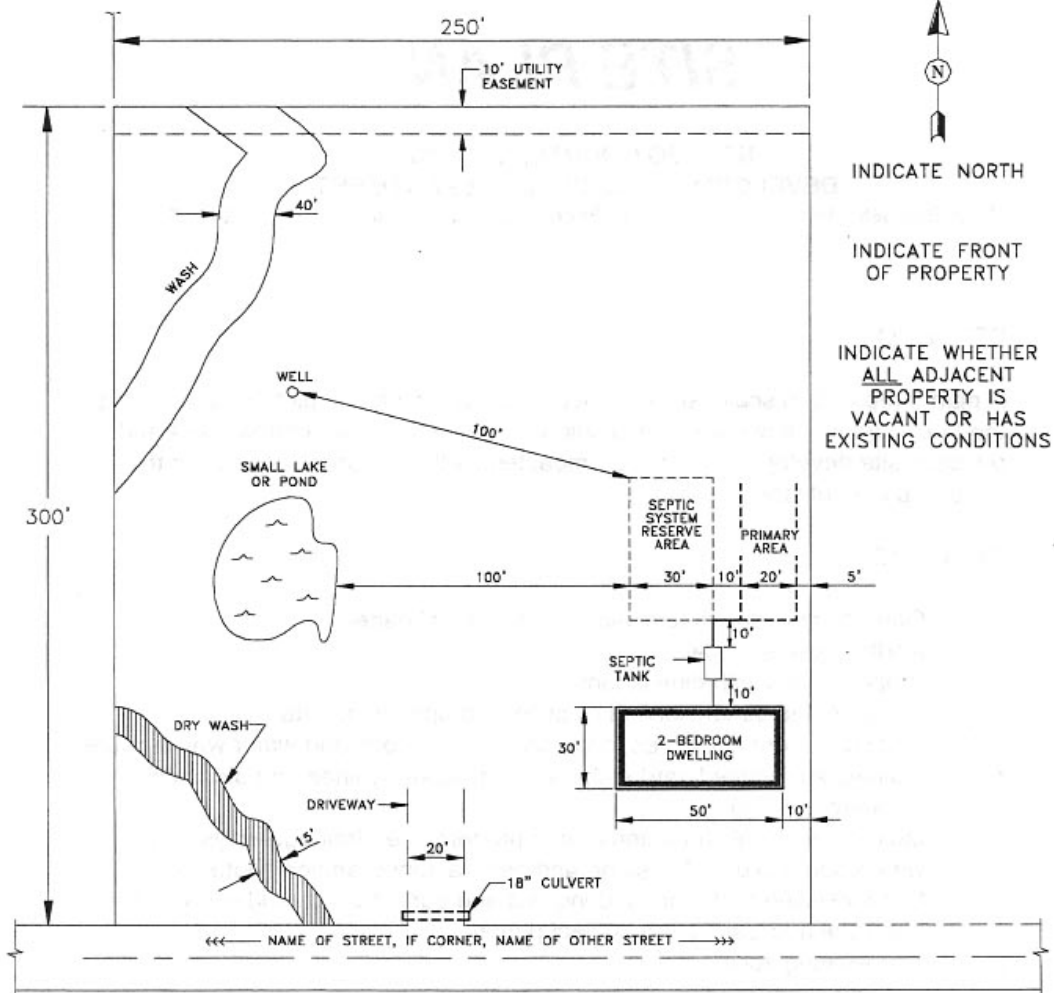 250'
10' UTILITY
EASEMENT
N
INDICATE NORTH
40'
INDICATE FRONT
OF PROPERTY
WASH
INDICATE WHETHER
ALL ADJACENT
PROPERTY IS
VACANT OR HAS
EXISTING CONDITIONS
WELL
100'
SMALL LAKE
OR POND
300'
SEPTIC
SYSTEM
RESERVE
AREA
PRIMARY
AREA
100'
30'
10'
20'
5'
10'
SEPTIC
TANK
10'
DRY WASH
30'
2-BEDROOM
DWELLING
DRIVEWAY
50'
10'
15'
20'
18" CULVERT
<<< NAME OF STREET, IF CORNER, NAME OF OTHER STREET >>>